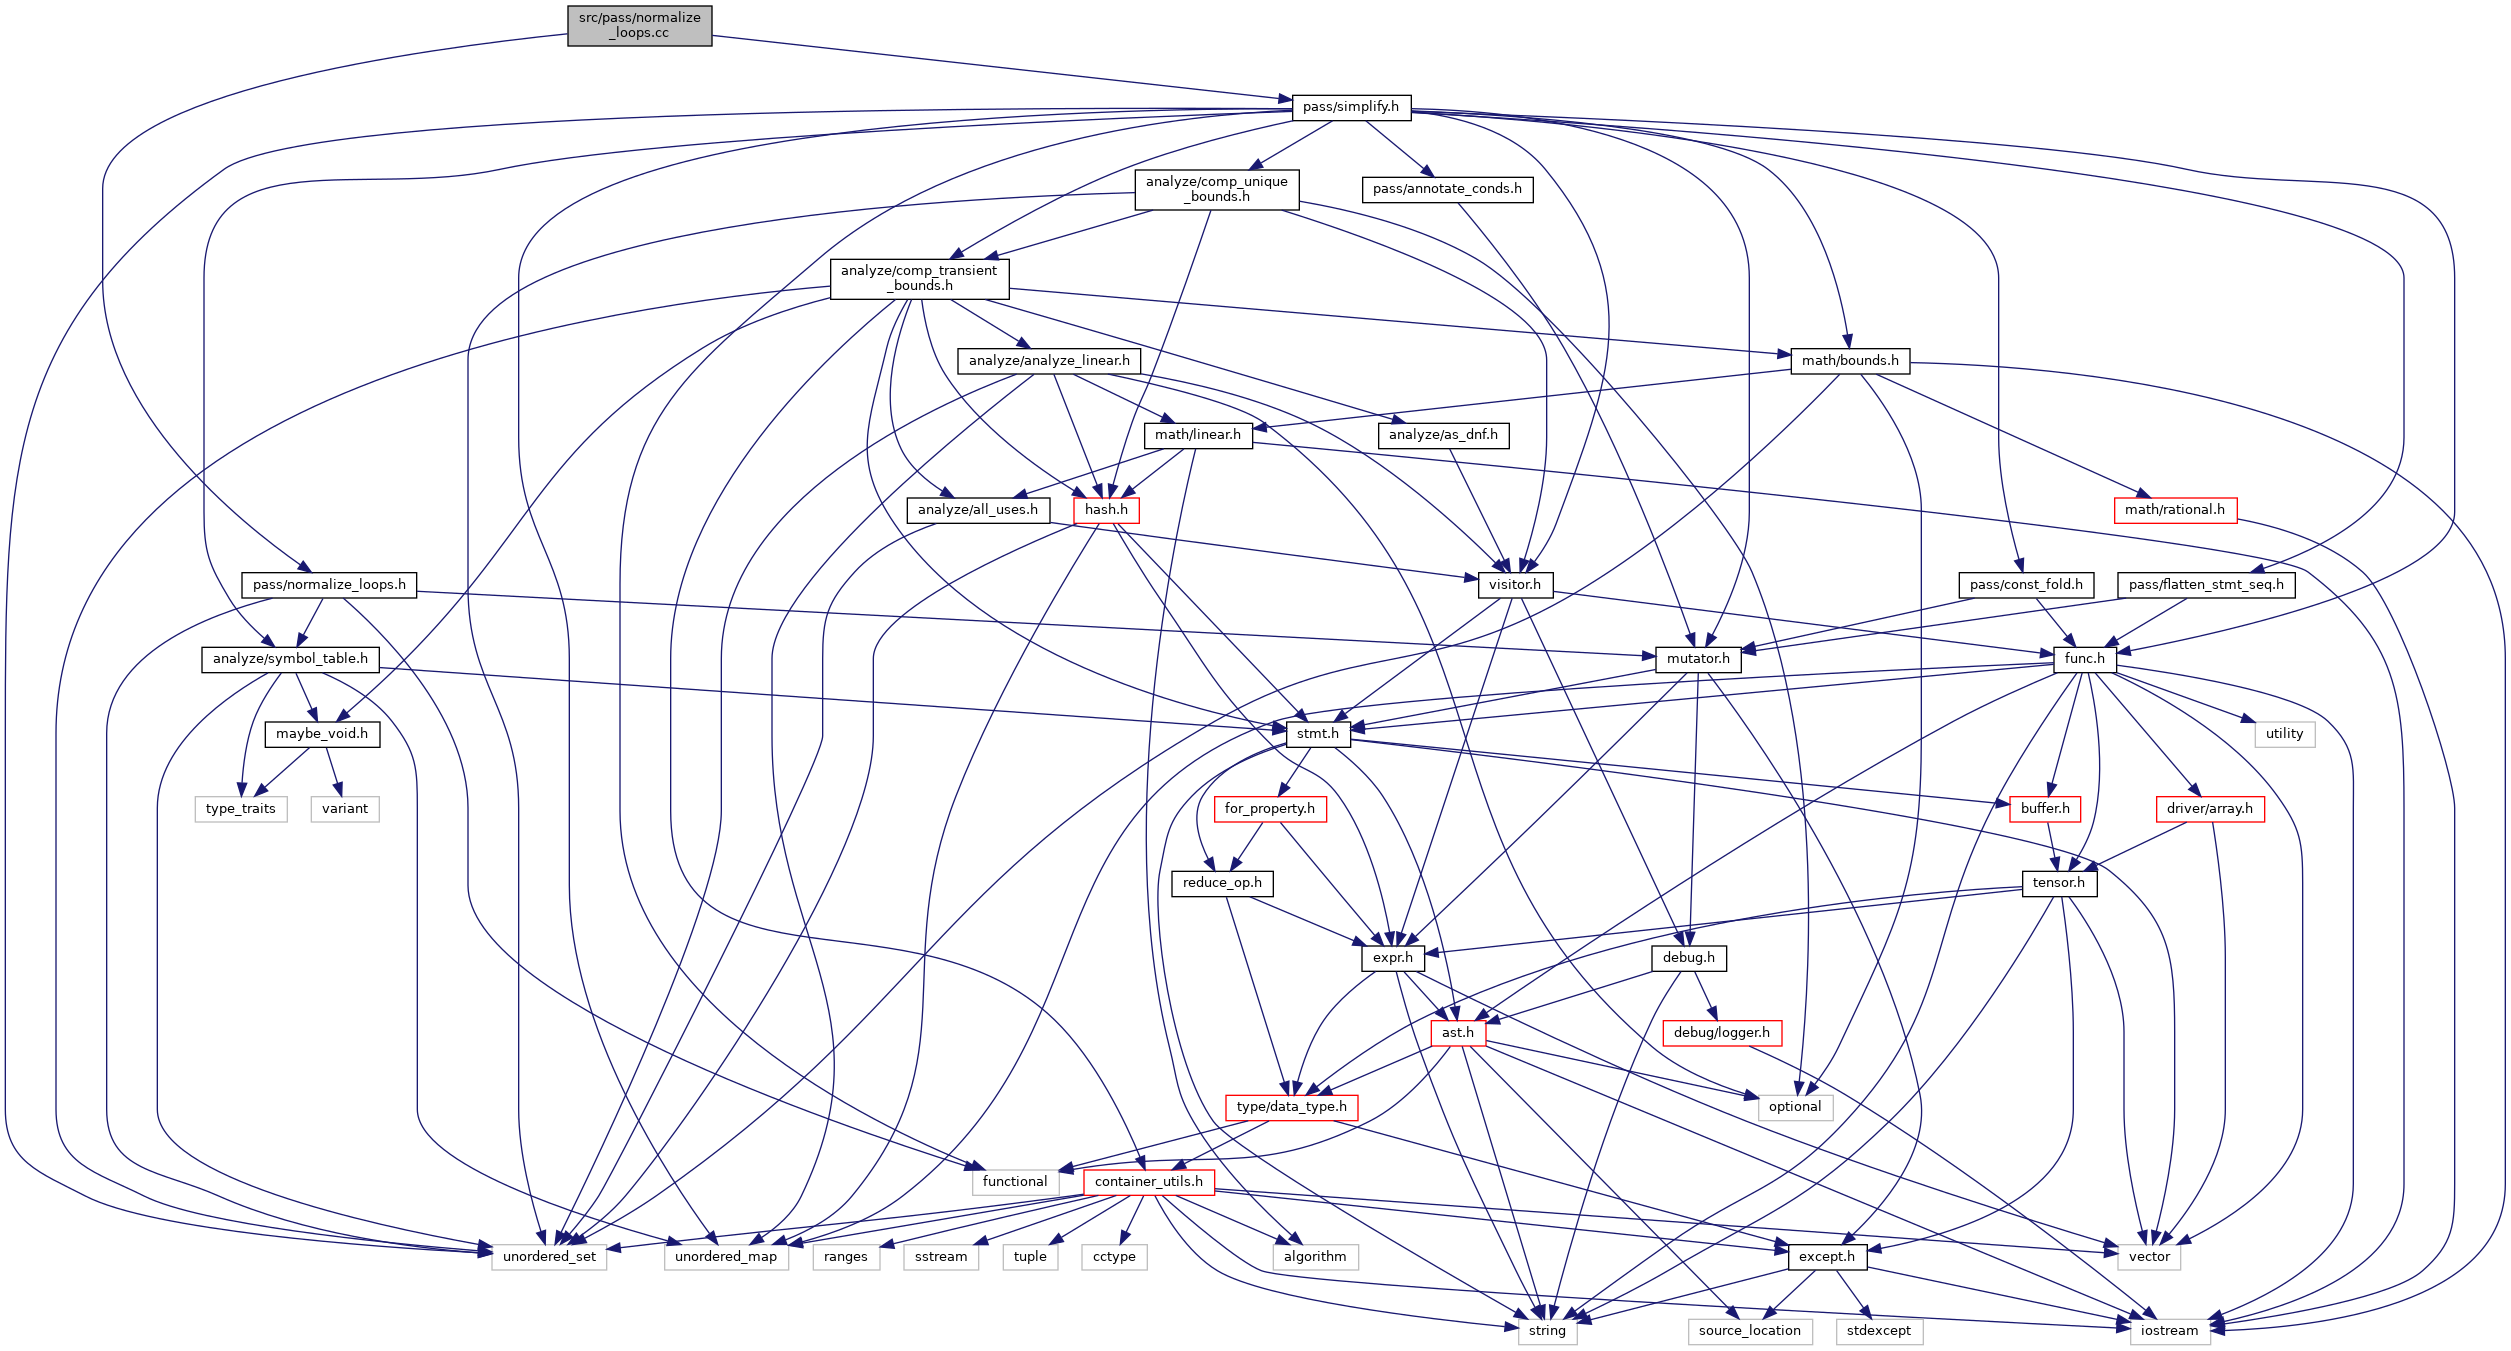 src/pass/normalize
_loops.cc
pass/simplify.h
analyze/comp_unique
_bounds.h
pass/annotate_conds.h
analyze/comp_transient
_bounds.h
analyze/analyze_linear.h
math/bounds.h
math/linear.h
analyze/as_dnf.h
analyze/all_uses.h
hash.h
math/rational.h
pass/normalize_loops.h
visitor.h
pass/const_fold.h
pass/flatten_stmt_seq.h
analyze/symbol_table.h
mutator.h
func.h
maybe_void.h
stmt.h
utility
type_traits
variant
for_property.h
buffer.h
driver/array.h
reduce_op.h
tensor.h
expr.h
debug.h
ast.h
debug/logger.h
type/data_type.h
optional
functional
container_utils.h
unordered_set
unordered_map
ranges
sstream
tuple
cctype
algorithm
except.h
vector
string
source_location
stdexcept
iostream